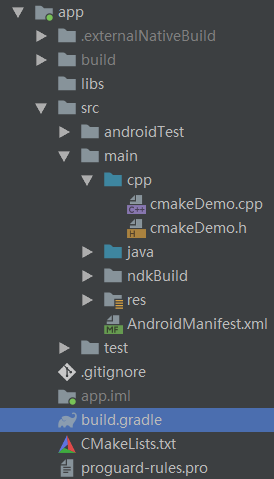 app
.externalNativeBuild
build
libs
src
androidTest
main
cpp
C++ cmakeDemo.cpp
H cmakeDemo.h
java
ndkBuild
res
MF AndroidManifest.xml
test
.gitignore
app.iml
build.gradle
CMakeLists.txt
proguard-rules.pro